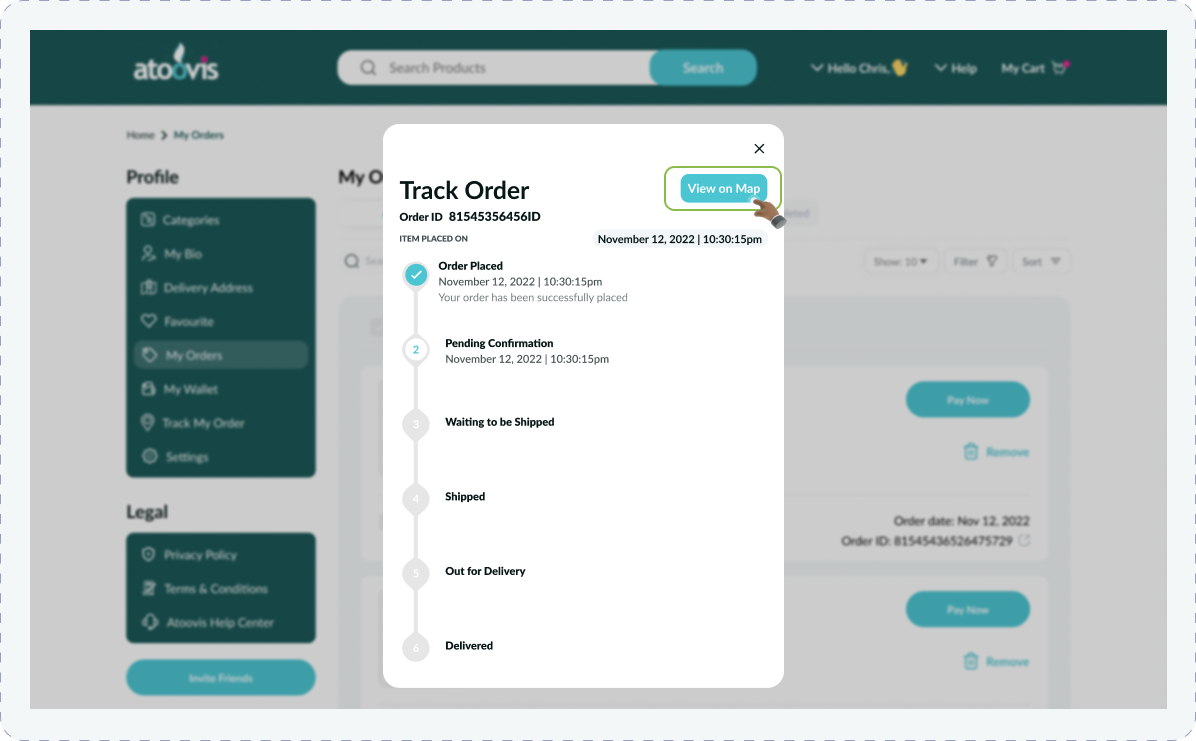 atoovis
Search Products
Search
Hello Chris,
Help
My Cart
Home
My Orders
Profile
Categories
My Bio
Delivery Address
Favourite
My Orders
My Wallet
Track My Order
Settings
Legal
Privacy Policy
Terms & Conditions
Atoovis Help Center
Invite Friends
My O
Track Order
View on Map
Order ID 81545356456ID
ITEM PLACED ON
November 12, 2022 | 10:30:15pm
Order Placed
November 12, 2022 | 10:30:15pm
Your order has been successfully placed
2
Pending Confirmation
November 12, 2022 | 10:30:15pm
3
Waiting to be Shipped
4
Shipped
5
Out for Delivery
6
Delivered
Show: 10
Filter
Sort
Pay Now
Remove
Order date: Nov 12, 2022
Order ID: 81545436526475729
Pay Now
Remove